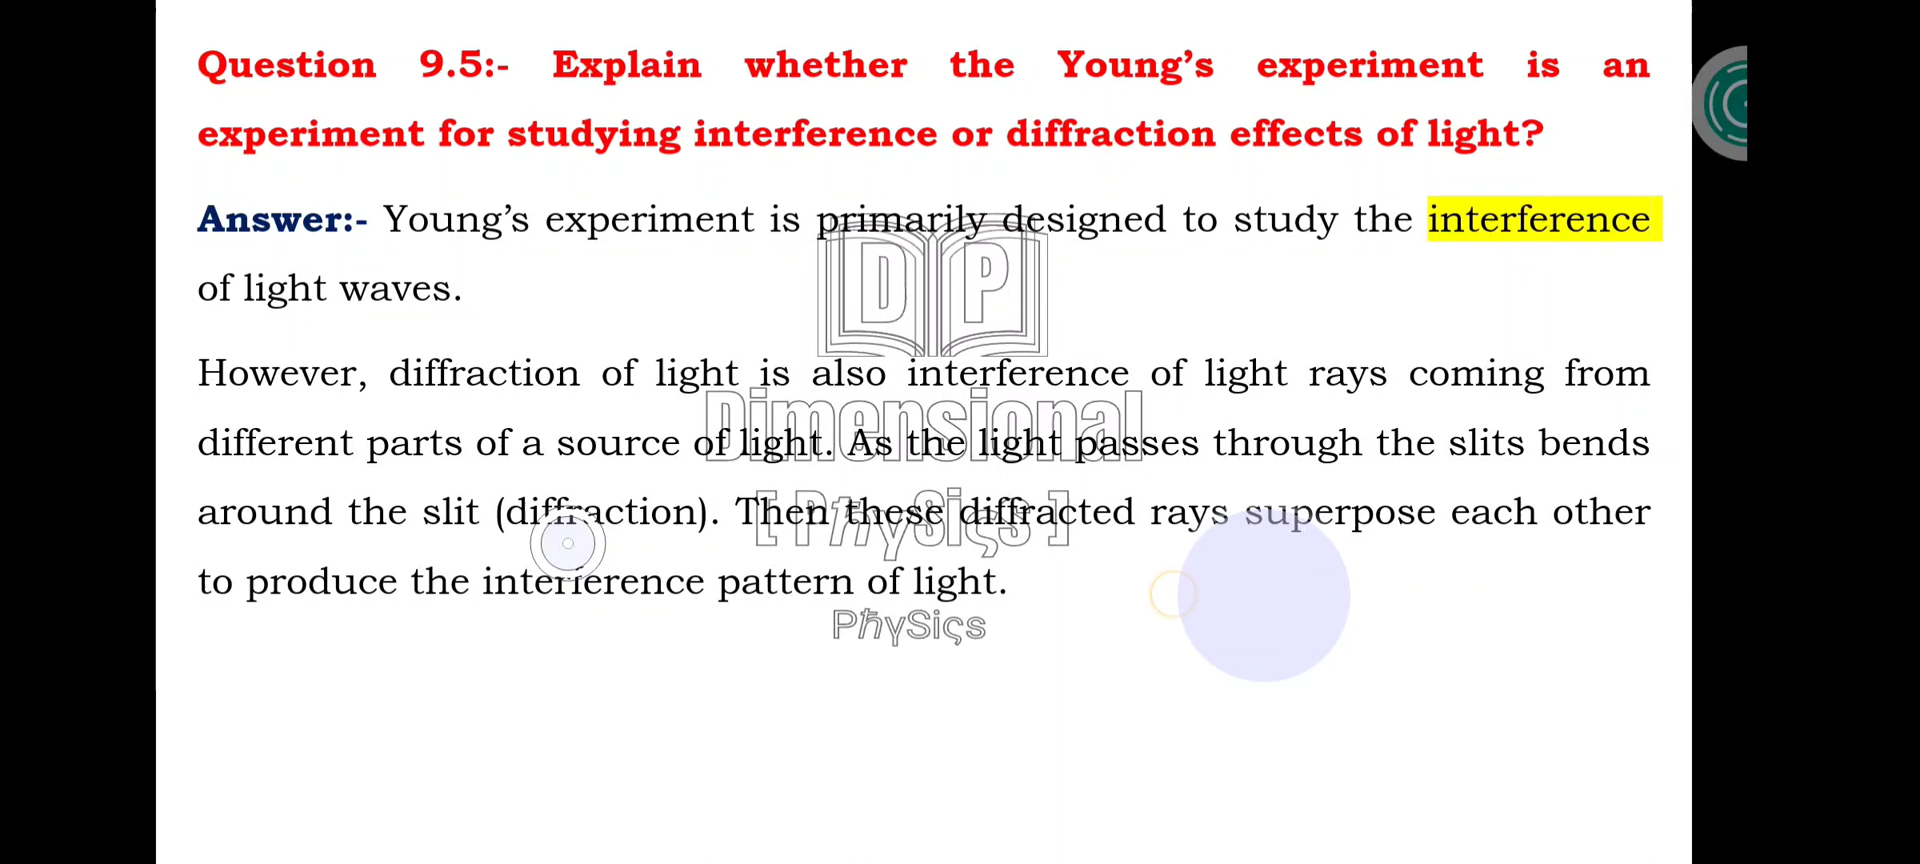 Question 9.5:- Explain whether the Young's experiment is an
experiment for studying interference or diffraction effects of light?
Answer:- Young's experiment is primarily designed to study the interference
of light waves.
DP
However, diffraction of light is also interference of light rays coming from
Dimensional
different parts of a source of light. As the light passes through the slits bends
around the slit (diffraction). Then these diffracted rays superpose each other
[ PℏγSiςs ]
to produce the interference pattern of light.
PℏγSiςs